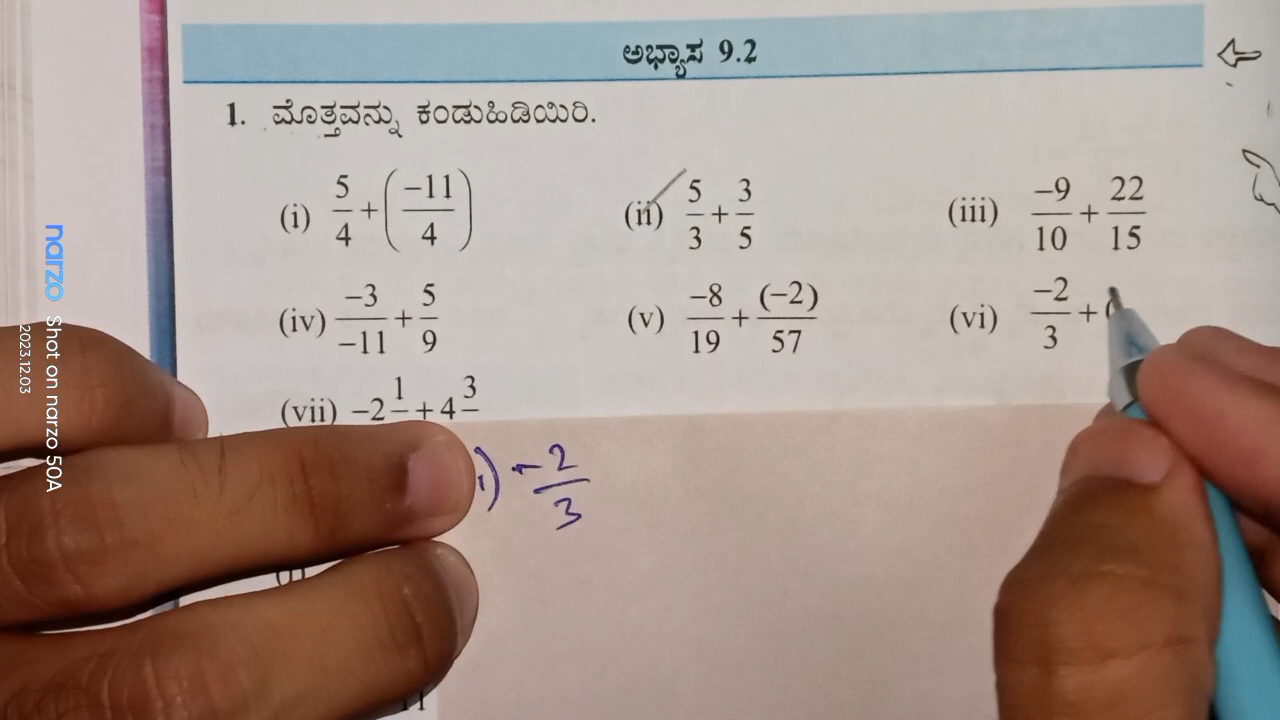 ಅಭ್ಯಾಸ 9.2
1. ಮೊತ್ತವನ್ನು ಕಂಡುಹಿಡಿಯಿರಿ.
(i) 5/4 + (-11/4) (ii) 5/3 + 3/5 (iii) -9/10 + 22/15
(iv) -3/-11 + 5/9 (v) -8/19 + (-2)/57 (vi) -2/3 +
(vii) -2 1 + 4 3
-2/3
narzo Shot on narzo 50A
2023.12.03